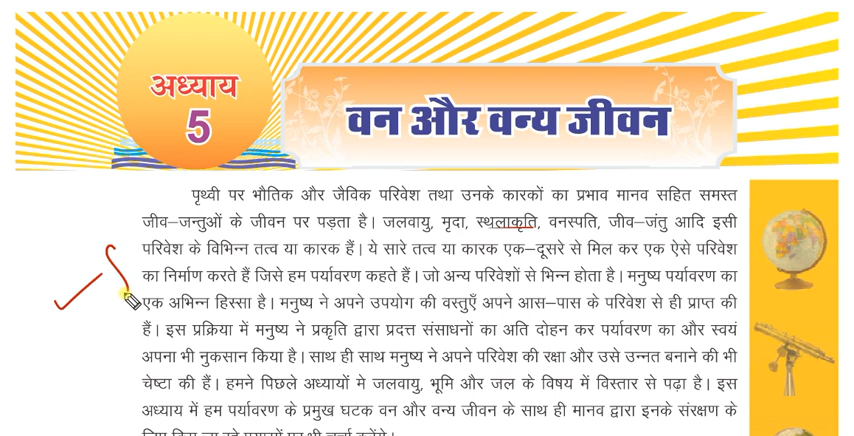 अध्याय
5
वन और वन्य जीवन
पृथ्वी पर भौतिक और जैविक परिवेश तथा उनके कारकों का प्रभाव मानव सहित समस्त
जीव–जन्तुओं के जीवन पर पड़ता है। जलवायु, मृदा, स्थलाकृति, वनस्पति, जीव–जंतु आदि इसी
परिवेश के विभिन्न तत्व या कारक हैं। ये सारे तत्व या कारक एक–दूसरे से मिल कर एक ऐसे परिवेश
का निर्माण करते हैं जिसे हम पर्यावरण कहते हैं। जो अन्य परिवेशों से भिन्न होता है। मनुष्य पर्यावरण का
एक अभिन्न हिस्सा है। मनुष्य ने अपने उपयोग की वस्तुएँ अपने आस–पास के परिवेश से ही प्राप्त की
हैं। इस प्रक्रिया में मनुष्य ने प्रकृति द्वारा प्रदत्त संसाधनों का अति दोहन कर पर्यावरण का और स्वयं
अपना भी नुकसान किया है। साथ ही साथ मनुष्य ने अपने परिवेश की रक्षा और उसे उन्नत बनाने की भी
चेष्टा की हैं। हमने पिछले अध्यायों मे जलवायु, भूमि और जल के विषय में विस्तार से पढ़ा है। इस
अध्याय में हम पर्यावरण के प्रमुख घटक वन और वन्य जीवन के साथ ही मानव द्वारा इनके संरक्षण के